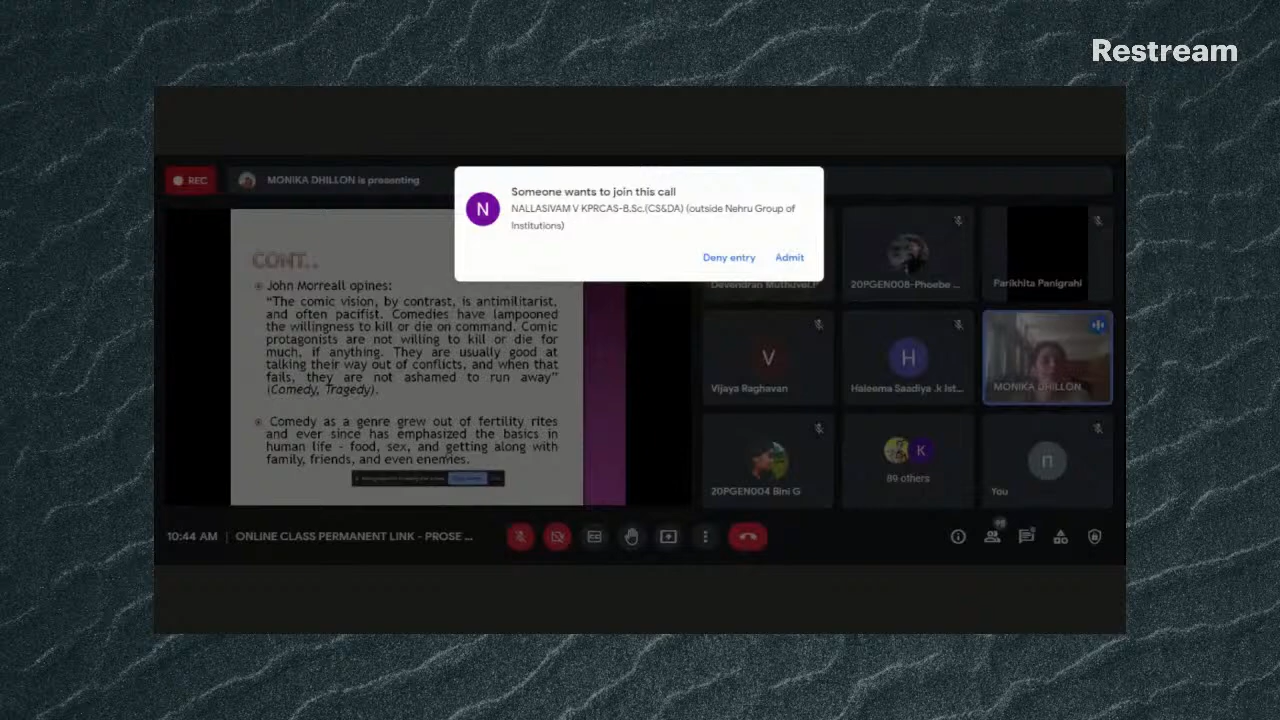 Restream
REC
MONIKA DHILLON is presenting
Someone wants to join this call
N
NALLASIVAM V KPRCAS-B.Sc.(CS&DA) (outside Nehru Group of
Institutions)
Deny entry
Admit
CONT..
John Morreall opines:
“The comic vision, by contrast, is antimilitarist,
and often pacifist. Comedies have lampooned
the willingness to kill or die on command. Comic
protagonists are not willing to kill or die for
much, if anything. They are usually good at
talking their way out of conflicts, and when that
fails, they are not ashamed to run away”
(Comedy, Tragedy).
Comedy as a genre grew out of fertility rites
and ever since has emphasized the basics in
human life - food, sex, and getting along with
family, friends, and even enemies.
Devendran Muthuvel.P
20PGEN008-Phoebe ...
Parikhita Panigrahi
V
Vijaya Raghavan
H
Haleema Saadiya .k Ist...
MONIKA DHILLON
20PGEN004 Bini G
K
89 others
n
You
10:44 AM | ONLINE CLASS PERMANENT LINK - PROSE ...